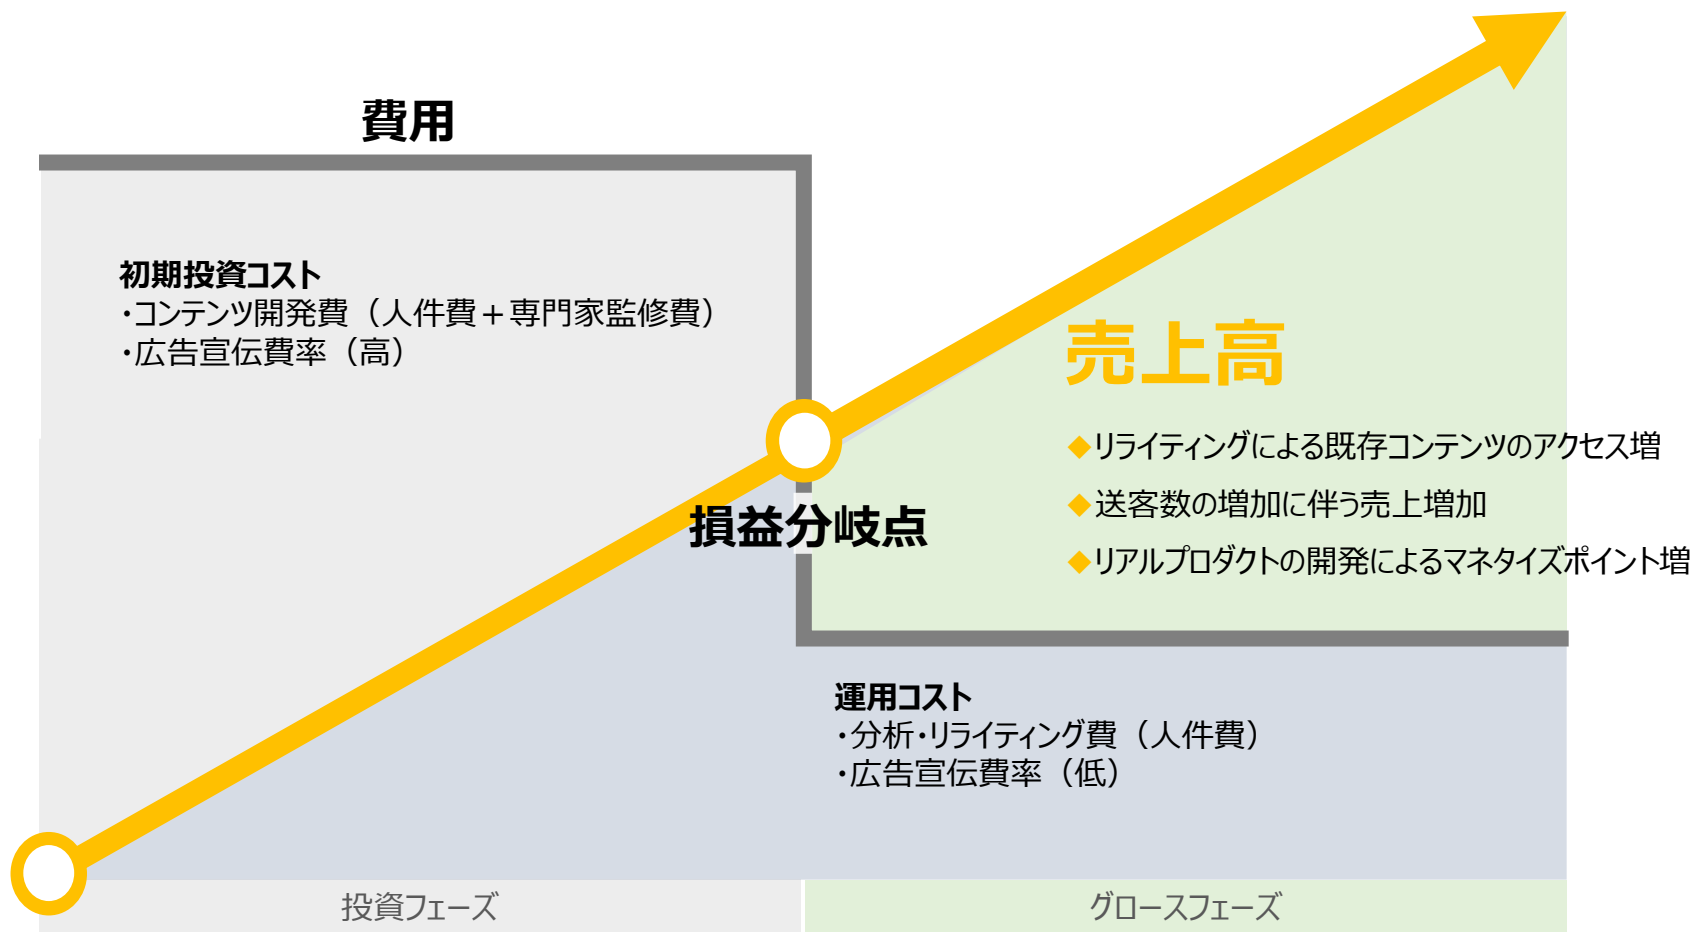 費用
初期投資コスト
・コンテンツ開発費（人件費＋専門家監修費）
・広告宣伝費率（高）
売上高
◆リライティングによる既存コンテンツのアクセス増
◆送客数の増加に伴う売上増加
◆リアルプロダクトの開発によるマネタイズポイント増
損益分岐点
運用コスト
・分析・リライティング費（人件費）
・広告宣伝費率（低）
投資フェーズ
グロースフェーズ